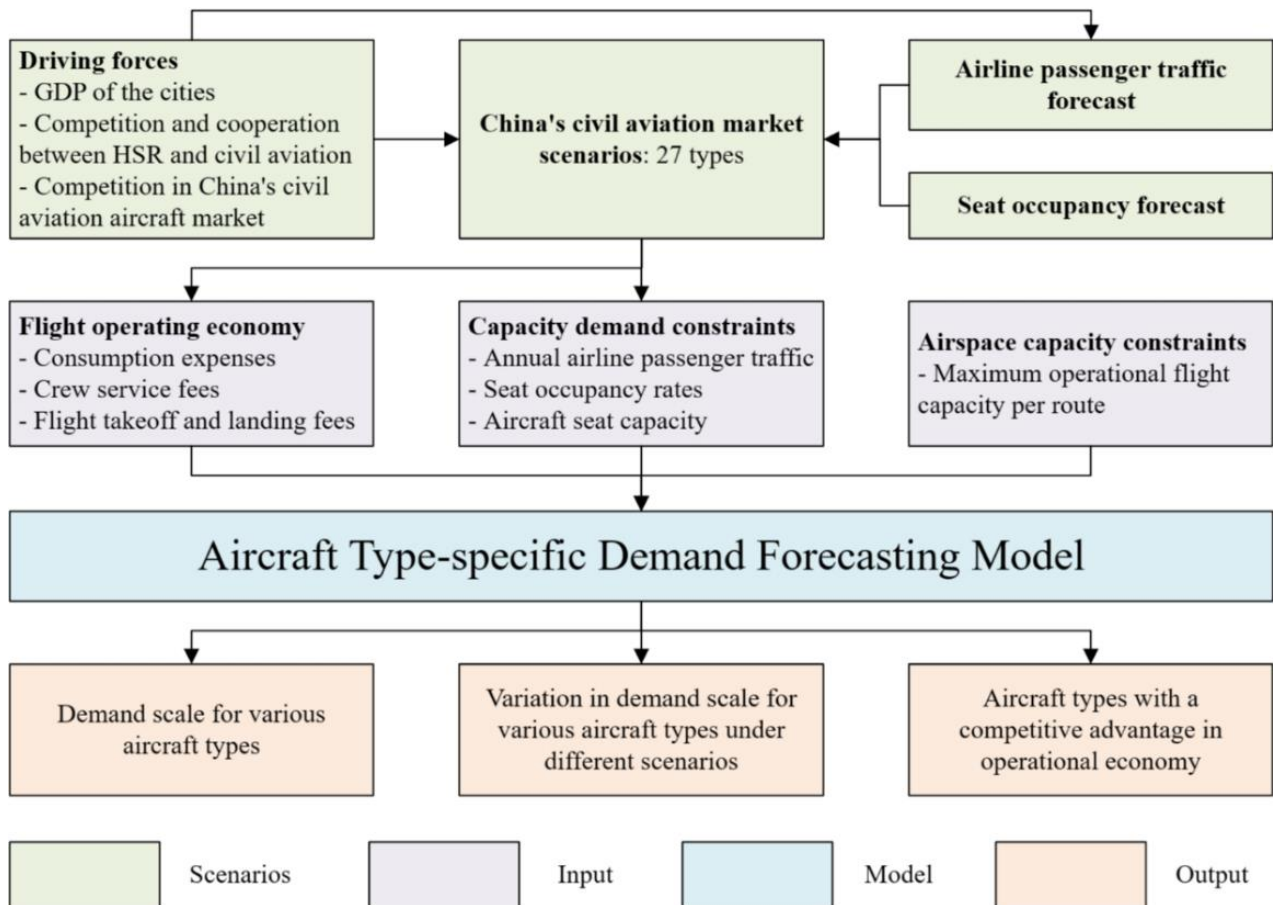 Driving forces
- GDP of the cities
- Competition and cooperation
between HSR and civil aviation
- Competition in China's civil
aviation aircraft market
China's civil aviation market
scenarios: 27 types
Airline passenger traffic
forecast
Seat occupancy forecast
Flight operating economy
- Consumption expenses
- Crew service fees
- Flight takeoff and landing fees
Capacity demand constraints
- Annual airline passenger traffic
- Seat occupancy rates
- Aircraft seat capacity
Airspace capacity constraints
- Maximum operational flight
capacity per route
Aircraft Type-specific Demand Forecasting Model
Demand scale for various
aircraft types
Variation in demand scale for
various aircraft types under
different scenarios
Aircraft types with a
competitive advantage in
operational economy
Scenarios
Input
Model
Output